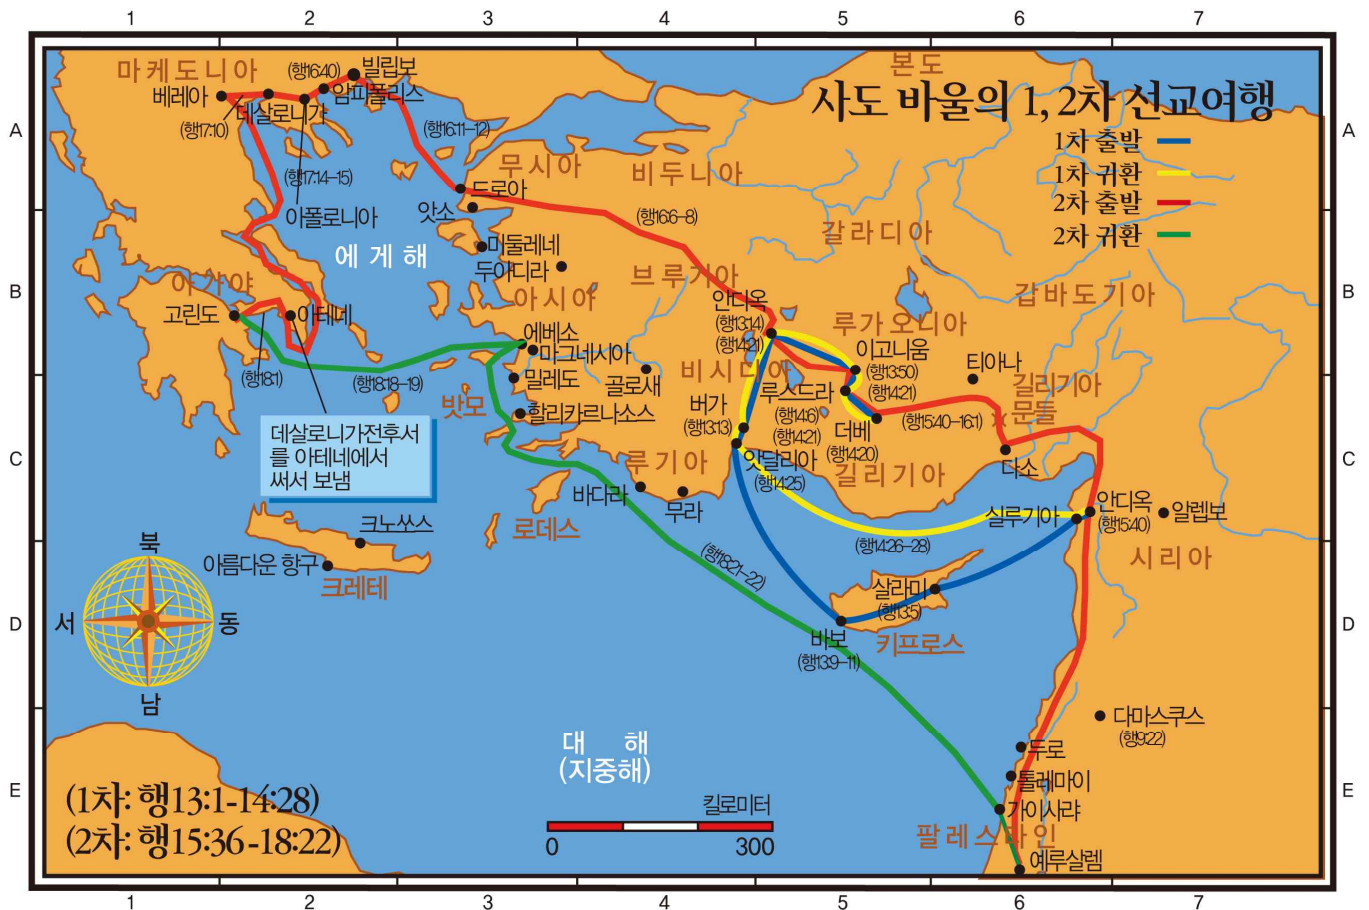 1 2 3 4 5 6 7
본도
마케도니아
(행16:40)
빌립보
베레아
암피폴리스
데살로니가
(행17:10)
(행16:11-12)
사도 바울의 1, 2차 선교여행
A
A
1차 출발
1차 귀환
2차 출발
2차 귀환
무시아
비두니아
(행17:14-15)
드로아
앗소
아폴로니아
(행16:6-8)
갈라디아
에게해
미둘레네
두아디라
브루기아
아가야
아시아
B
B
안디옥
(행13:14)
(행14:21)
갑바도기아
고린도
아테네
루가오니아
에베소
마그네시아
이고니움
(행13:50)
(행14:21)
티아나
비시디아
(행18:1)
(행18:18-19)
밀레도
골로새
루스드라
(행14:6)
(행14:21)
길리기아
문들
밧모
할리카르나소스
버가
(행13:13)
더베
(행14:20)
(행15:40-16:1)
데살로니가전후서
를 아테네에서
써서 보냄
C
C
루기아
앗달리아
(행14:25)
길리기아
다소
바다라
무라
안디옥
(행15:40)
알렙보
실루기아
로데스
크노쏘스
(행14:26-28)
시리아
북
아름다운 항구
크레테
(행18:21-22)
살라미
(행13:5)
서
동
D
D
바보
(행13:9-11)
키프로스
남
다마스쿠스
(행9:22)
대 해
(지중해)
두로
톨레마이
E
E
(1차: 행13:1-14:28)
(2차: 행15:36-18:22)
킬로미터
0 300
가이사랴
팔레스타인
예루살렘
1 2 3 4 5 6 7